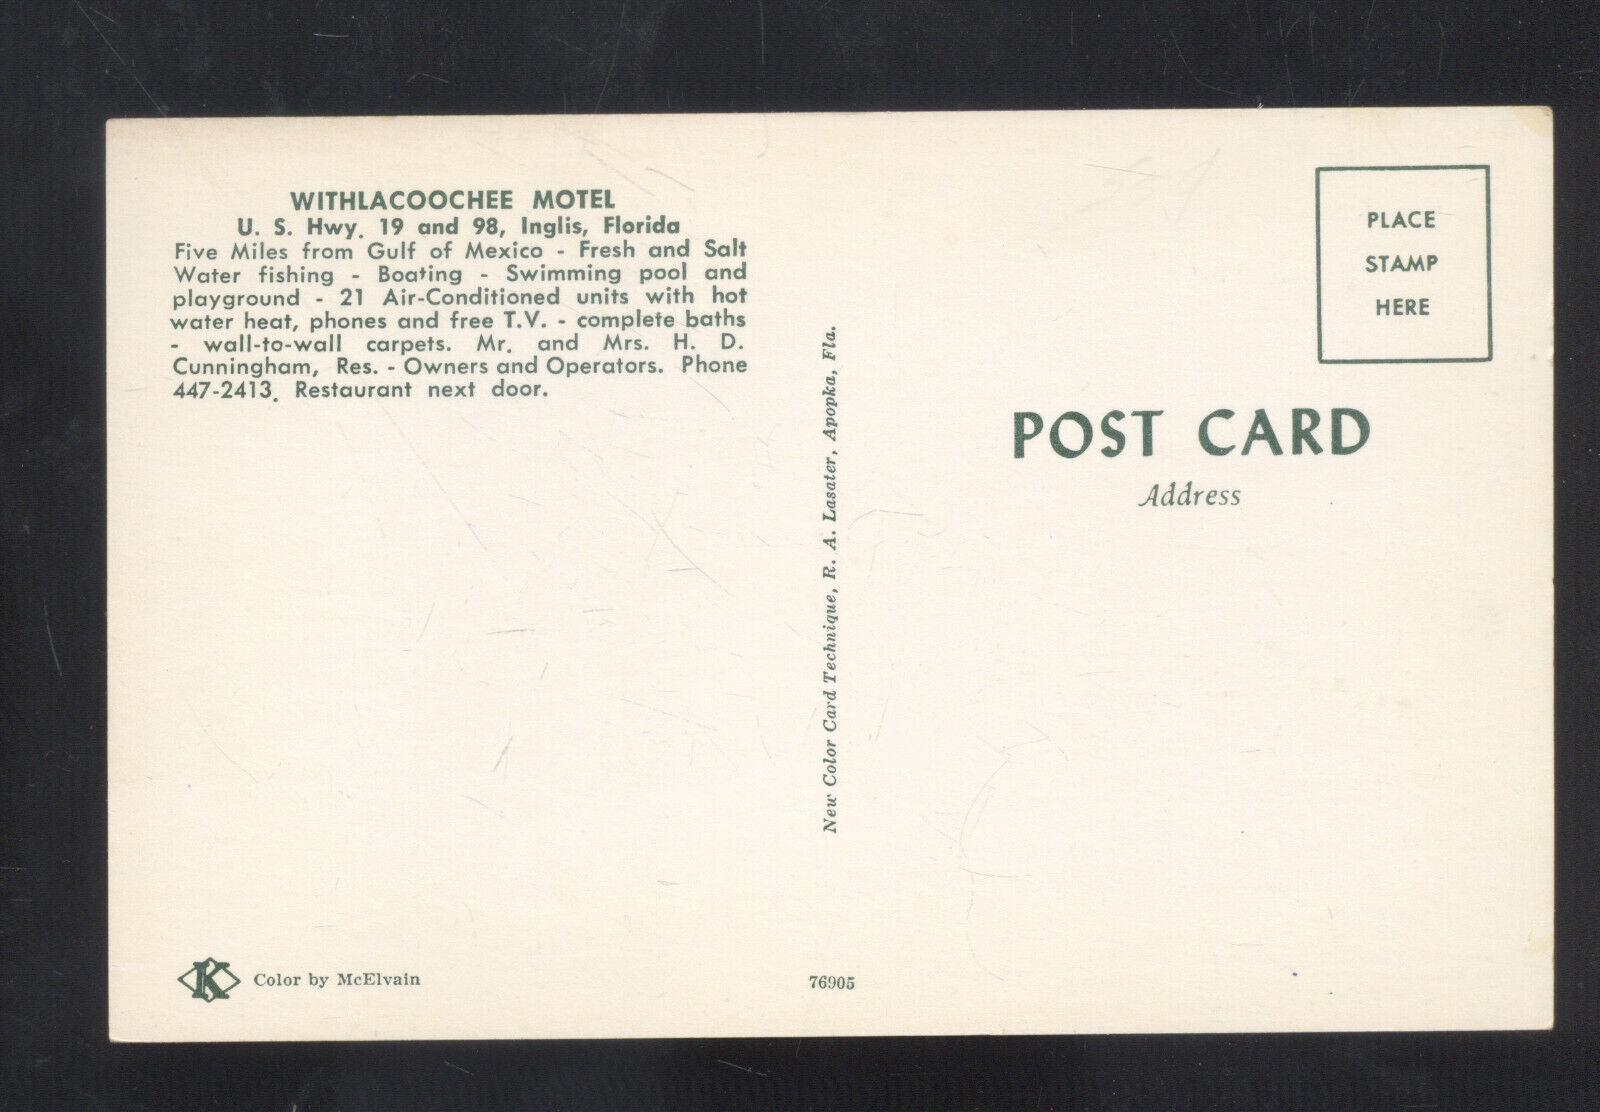 WITHLACOOCHEE MOTEL
U. S. Hwy. 19 and 98, Inglis, Florida
Five Miles from Gulf of Mexico - Fresh and Salt
Water fishing - Boating - Swimming pool and
playground - 21 Air-Conditioned units with hot
water heat, phones and free T.V. - complete baths
- wall-to-wall carpets. Mr. and Mrs. H. D.
Cunningham, Res. - Owners and Operators. Phone
447-2413. Restaurant next door.
K Color by McElvain
New Color Card Technique, R. A. Lasater, Apopka, Fla.
76905
PLACE
STAMP
HERE
POST CARD
Address